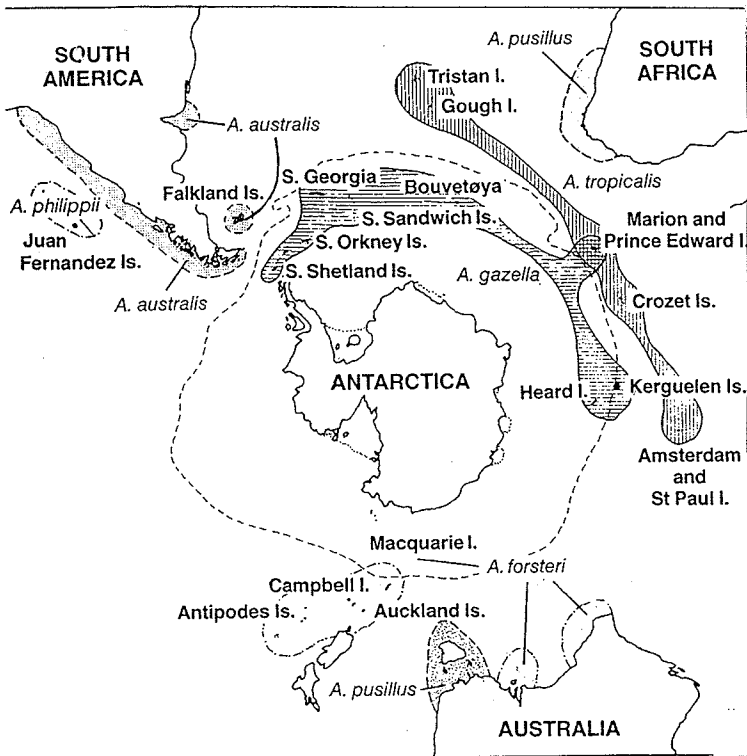 SOUTH
AMERICA
A. pusillus
SOUTH
AFRICA
Tristan I.
Gough I.
A. australis
S. Georgia
Bouvetøya
A. tropicalis
Falkland Is.
A. philippii
Juan
Fernandez Is.
S. Sandwich Is.
Marion and
Prince Edward I.
S. Orkney Is.
S. Shetland Is.
A. gazella
A. australis
Crozet Is.
ANTARCTICA
Heard I.
Kerguelen Is.
Amsterdam
and
St Paul I.
Macquarie I.
A. forsteri
Campbell I.
Antipodes Is.
Auckland Is.
A. pusillus
AUSTRALIA